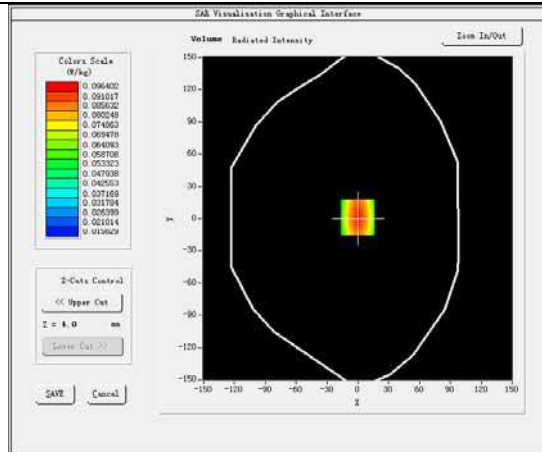 SAR Visualisation Graphical Interface
Volume Radiated Intensity
Zoom In/Out
Colors Scale
(W/kg)
0.096402
0.091017
0.085632
0.080248
0.074863
0.069478
0.064093
0.058708
0.053323
0.047938
0.042553
0.037169
0.031784
0.026399
0.021014
0.015629
Z-Cuts Control
<< Upper Cut
Z = 4.0 mm
Lower Cut >>
SAVE
Cancel
150
120
90
60
30
0
-30
-60
-90
-120
-150
Y
-150 -120 -90 -60 -30 0 30 60 90 120 150
X